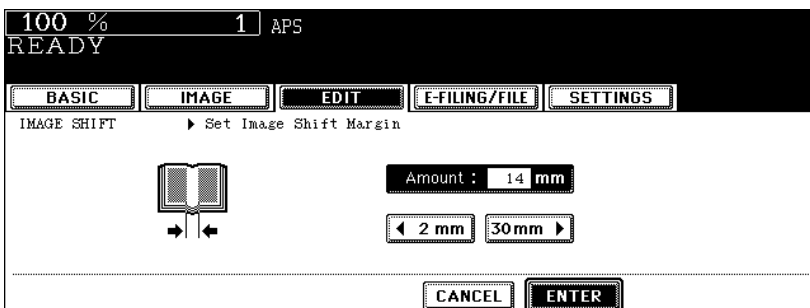 100 % 1 APS
READY
BASIC IMAGE EDIT E-FILING/FILE SETTINGS
IMAGE SHIFT Set Image Shift Margin
Amount : 14 mm
2 mm 30mm
CANCEL ENTER